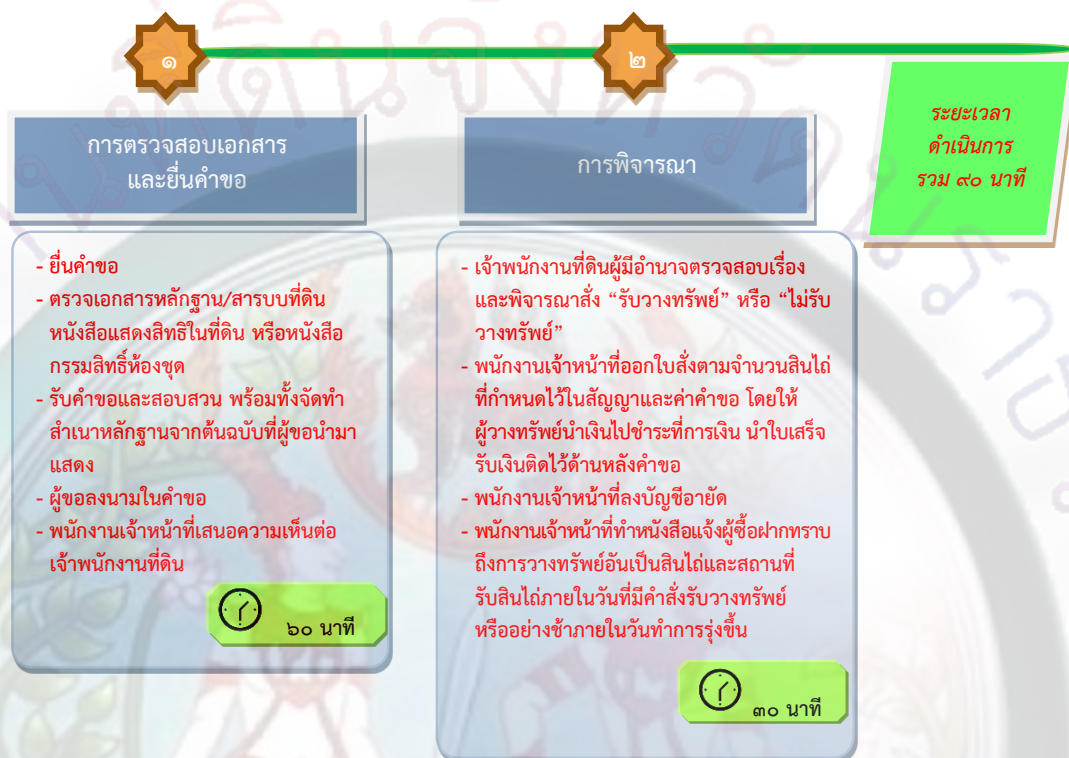 ๑
๒
การตรวจสอบเอกสาร
และยื่นคำขอ
การพิจารณา
ระยะเวลา
ดำเนินการ
รวม ๙๐ นาที
- ยื่นคำขอ
- ตรวจเอกสารหลักฐาน/สารบบที่ดิน
หนังสือแสดงสิทธิในที่ดิน หรือหนังสือ
กรรมสิทธิ์ห้องชุด
- รับคำขอและสอบสวน พร้อมทั้งจัดทำ
สำเนาหลักฐานจากต้นฉบับที่ผู้ขอนำมา
แสดง
- ผู้ขอลงนามในคำขอ
- พนักงานเจ้าหน้าที่เสนอความเห็นต่อ
เจ้าพนักงานที่ดิน
๖๐ นาที
- เจ้าพนักงานที่ดินผู้มีอำนาจตรวจสอบเรื่อง
และพิจารณาสั่ง “รับวางทรัพย์” หรือ “ไม่รับ
วางทรัพย์”
- พนักงานเจ้าหน้าที่ออกใบสั่งตามจำนวนสินไถ่
ที่กำหนดไว้ในสัญญาและค่าคำขอ โดยให้
ผู้วางทรัพย์นำเงินไปชำระที่การเงิน นำใบเสร็จ
รับเงินติดไว้ด้านหลังคำขอ
- พนักงานเจ้าหน้าที่ลงบัญชีอายัด
- พนักงานเจ้าหน้าที่ทำหนังสือแจ้งผู้ซื้อฝากทราบ
ถึงการวางทรัพย์อันเป็นสินไถ่และสถานที่
รับสินไถ่ภายในวันที่มีคำสั่งรับวางทรัพย์
หรืออย่างช้าภายในวันทำการรุ่งขึ้น
๓๐ นาที